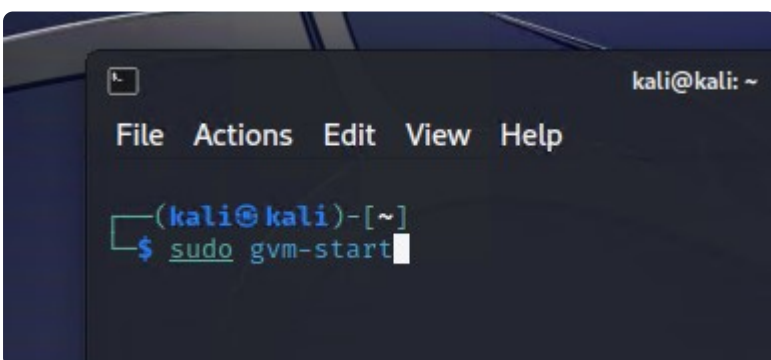 kali@kali: ~
File Actions Edit View Help
┌──(kali㉿kali)-[~]
└─$ sudo gvm-start